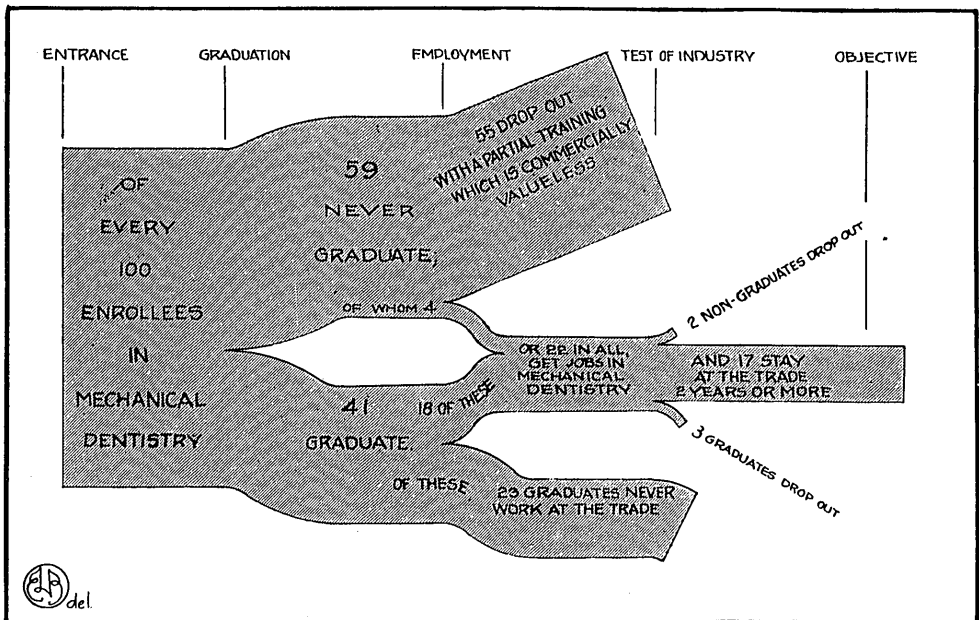 ENTRANCE
GRADUATION
EMPLOYMENT
TEST OF INDUSTRY
OBJECTIVE
OF
EVERY
100
ENROLLEES
IN
MECHANICAL
DENTISTRY
59
NEVER
GRADUATE,
OF WHOM 4
55 DROP OUT
WITH A PARTIAL TRAINING
WHICH IS COMMERCIALLY
VALUELESS
41
GRADUATE.
18 OF THESE
OF THESE,
OR 22 IN ALL,
GET JOBS IN
MECHANICAL
DENTISTRY
23 GRADUATES NEVER
WORK AT THE TRADE
2 NON-GRADUATES DROP OUT
AND 17 STAY
AT THE TRADE
2 YEARS OR MORE
3 GRADUATES DROP OUT
del.